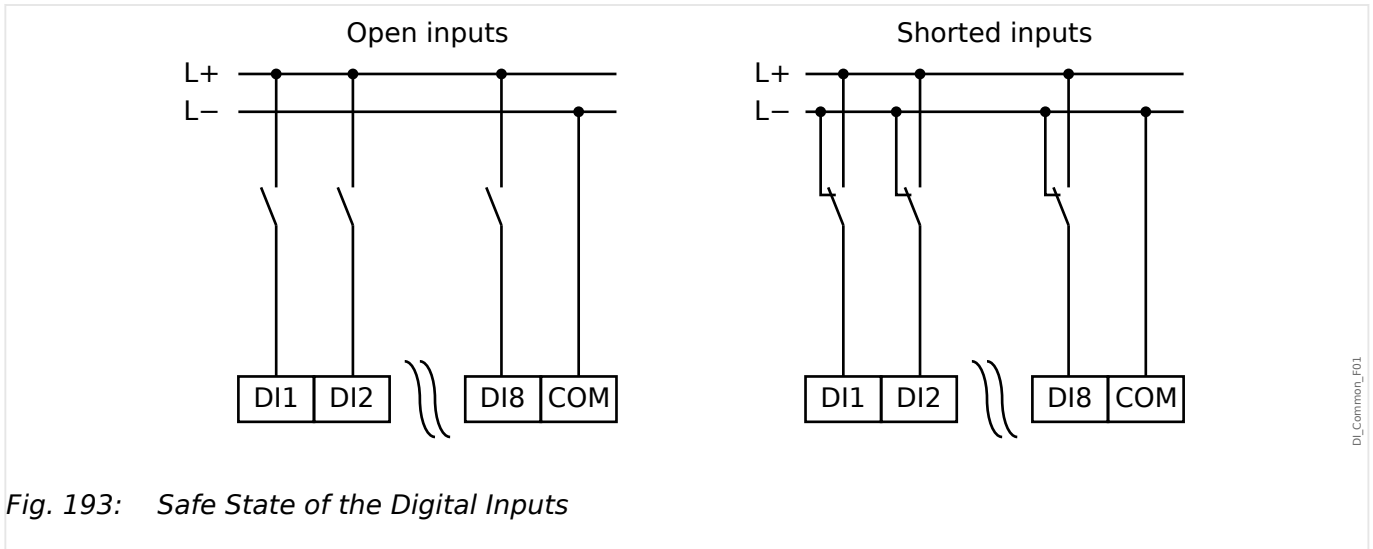 Open inputs
Shorted inputs
L+
L−
L+
L−
DI1 DI2 DI8 COM
DI1 DI2 DI8 COM
DI_Common_F01
Fig. 193: Safe State of the Digital Inputs